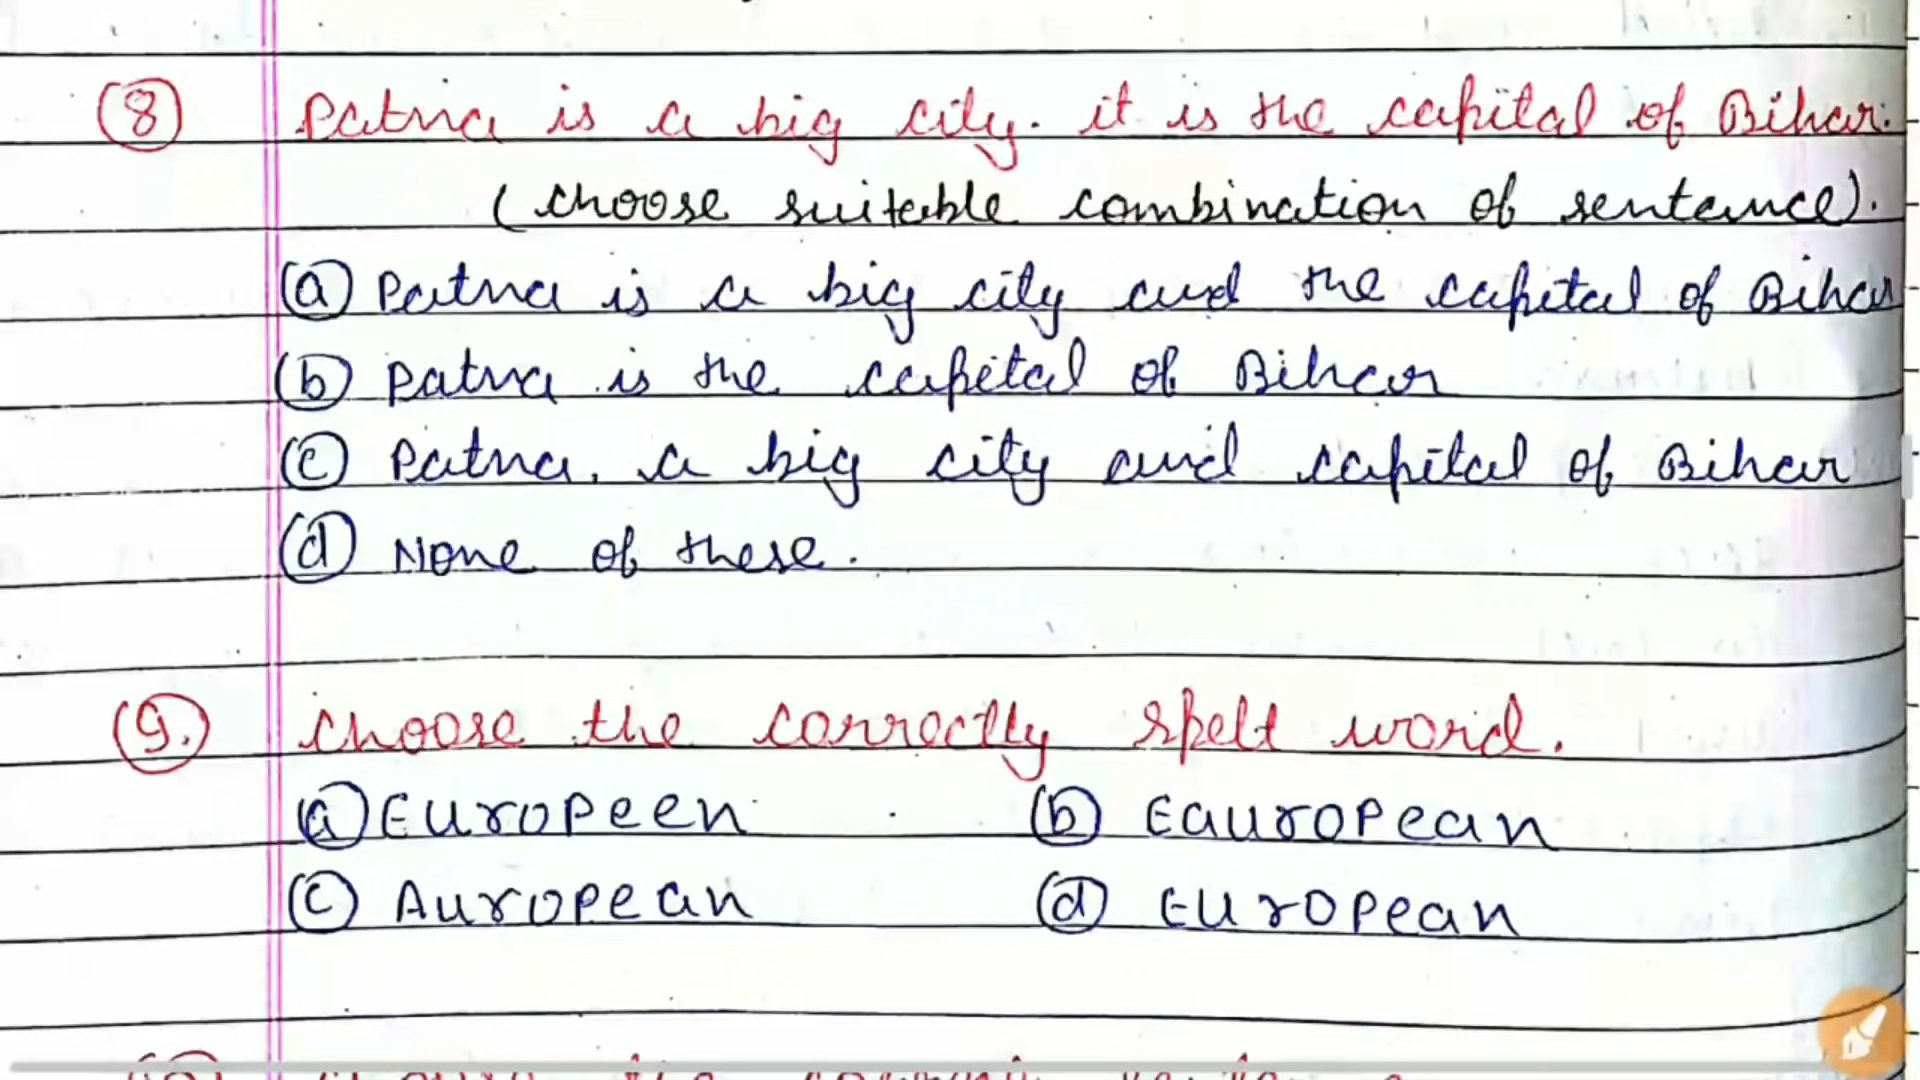 (8) Patna is a big city. it is the capital of Bihar.
(choose suitable combination of sentence).
(a) Patna is a big city and the capital of Bihar
(b) Patna is the capital of Bihar
(c) Patna, a big city and capital of Bihar
(d) None of these.
(9.) choose the correctly spelt word.
(a) Europeen (b) Eauropean
(c) Auropean (d) European